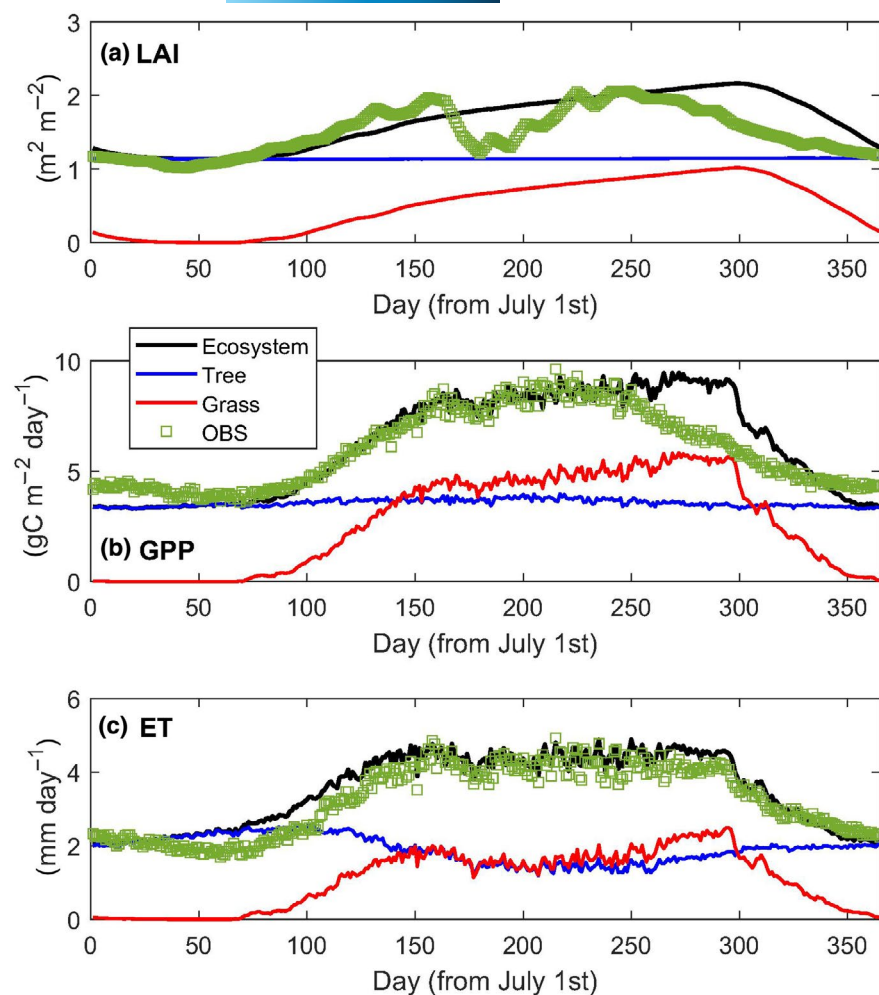 (a) LAI
(m² m⁻²)
3
2
1
0
0 50 100 150 200 250 300 350
Day (from July 1st)
Ecosystem
Tree
Grass
OBS
(b) GPP
(gC m⁻² day⁻¹)
10
5
0
0 50 100 150 200 250 300 350
Day (from July 1st)
(c) ET
(mm day⁻¹)
6
4
2
0
0 50 100 150 200 250 300 350
Day (from July 1st)